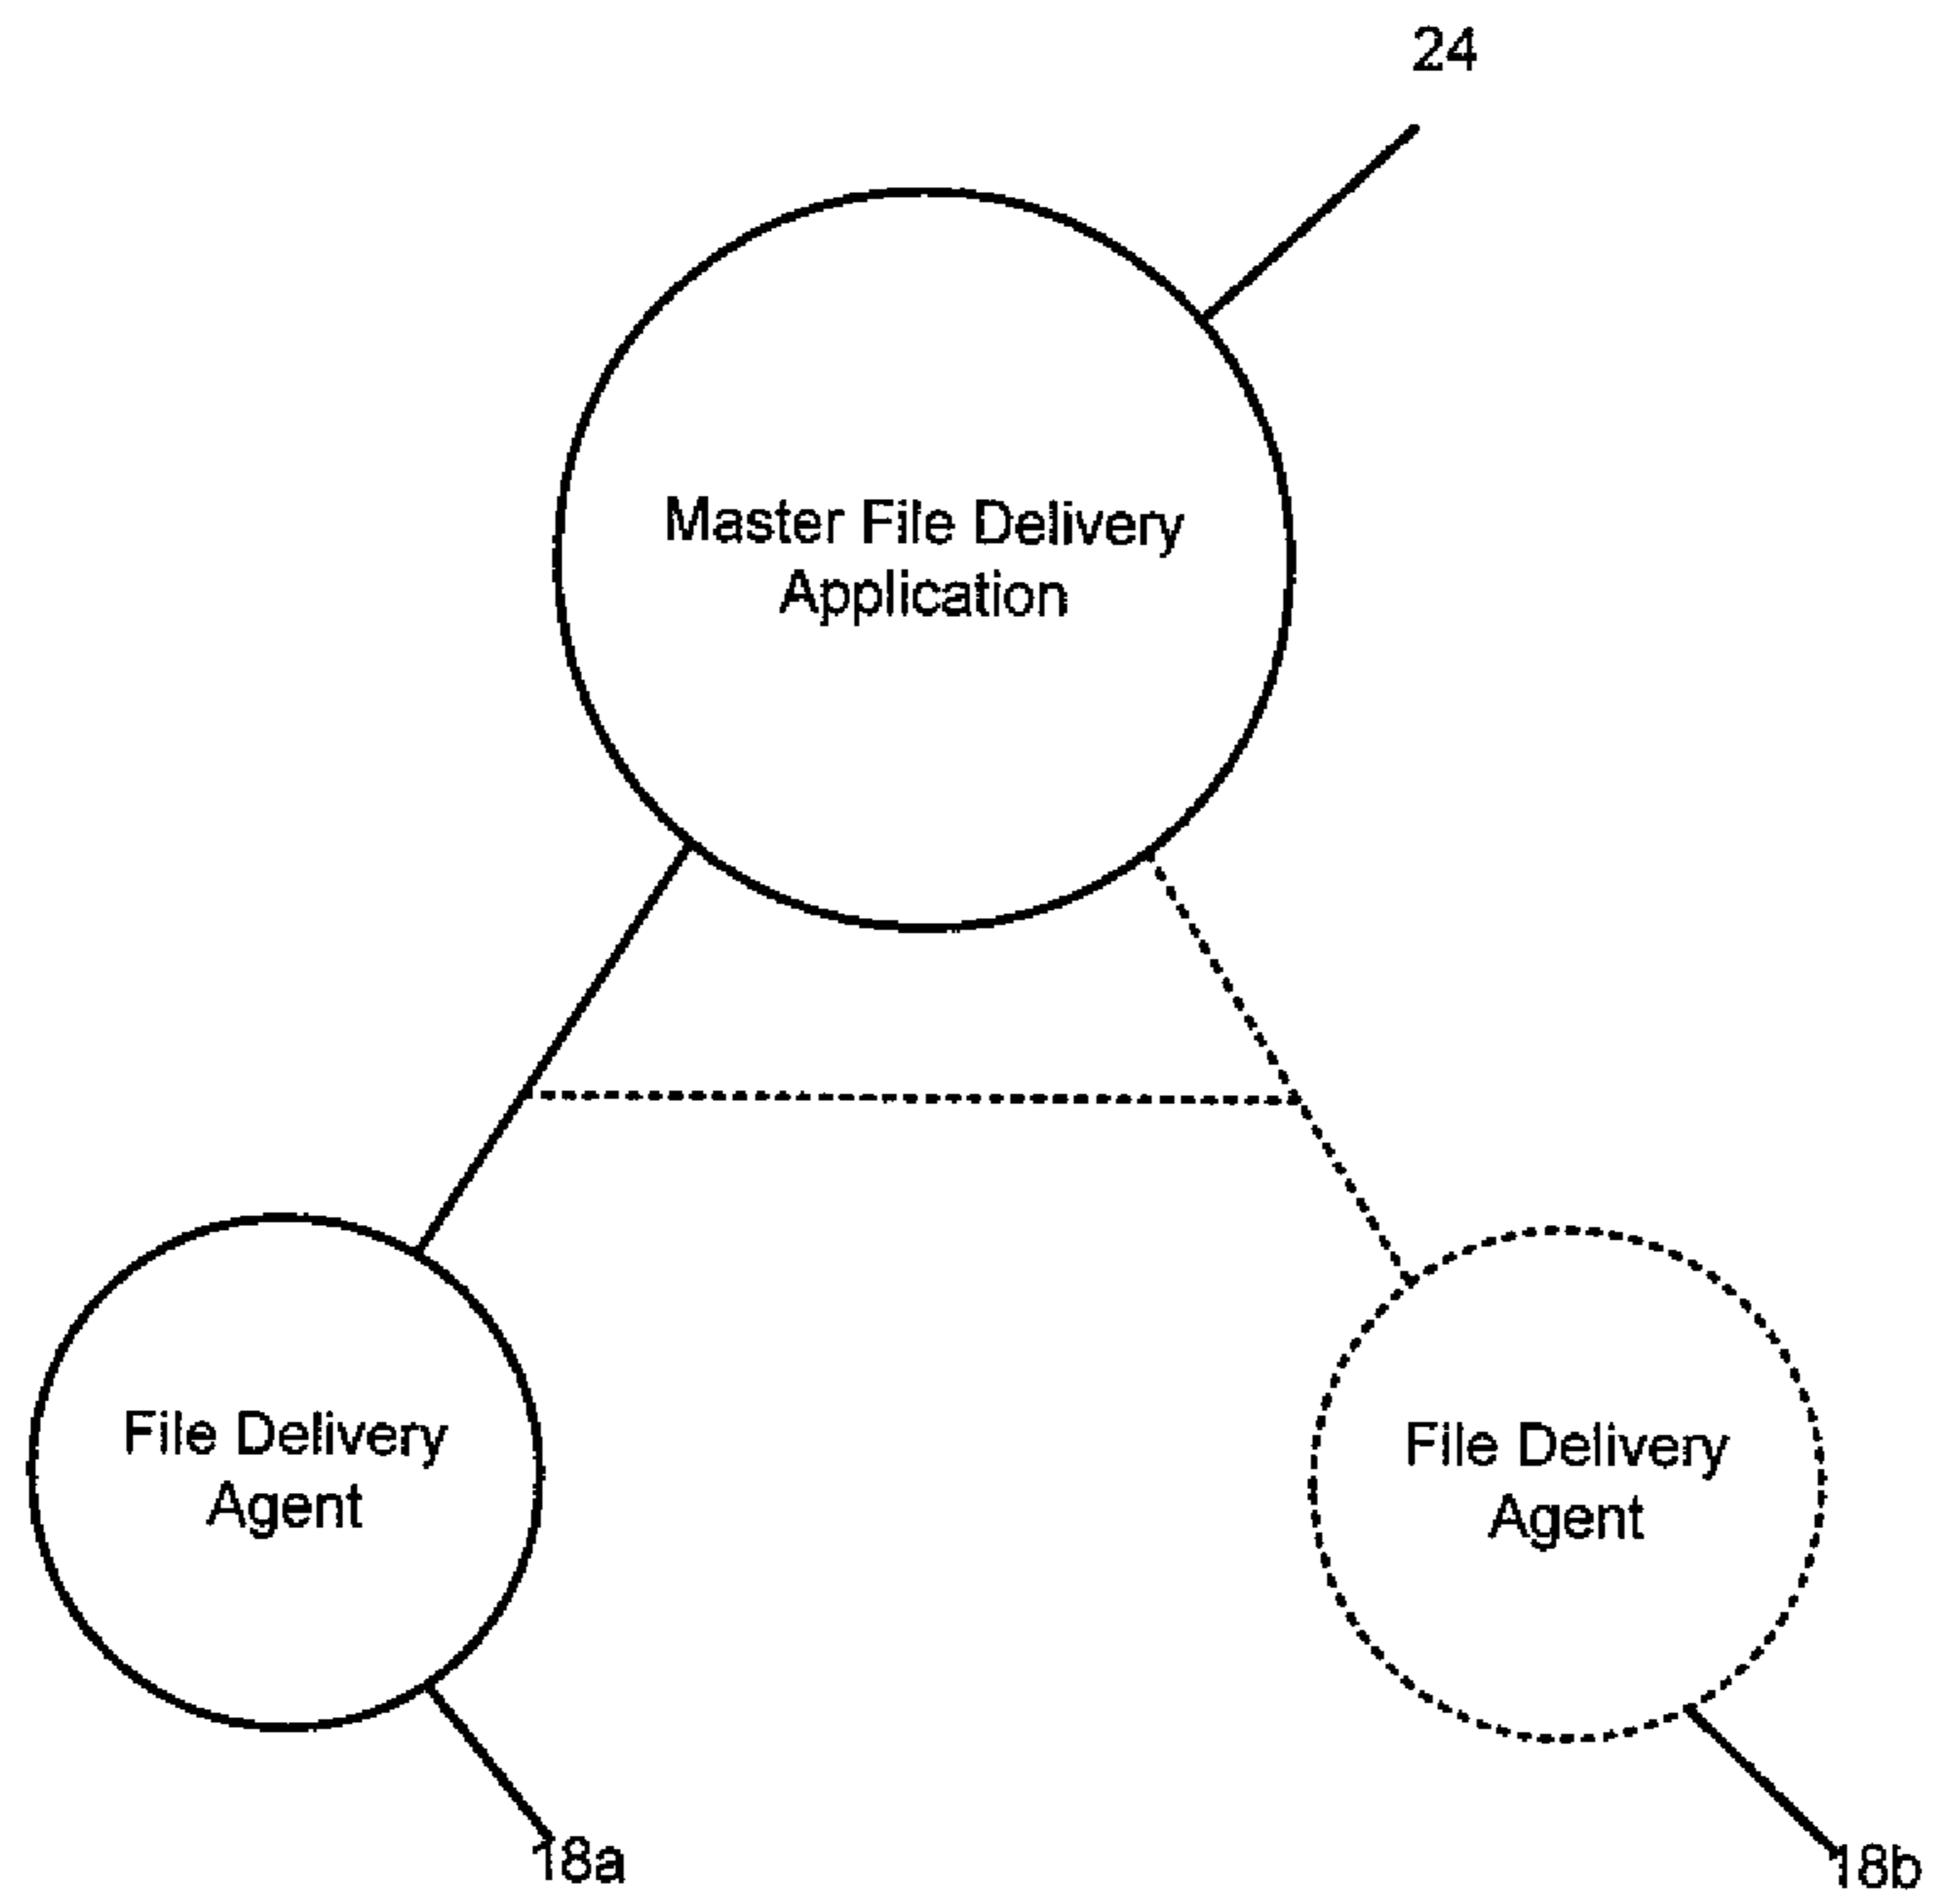 24
Master File Delivery
Application
File Delivery
Agent
File Delivery
Agent
18a
18b